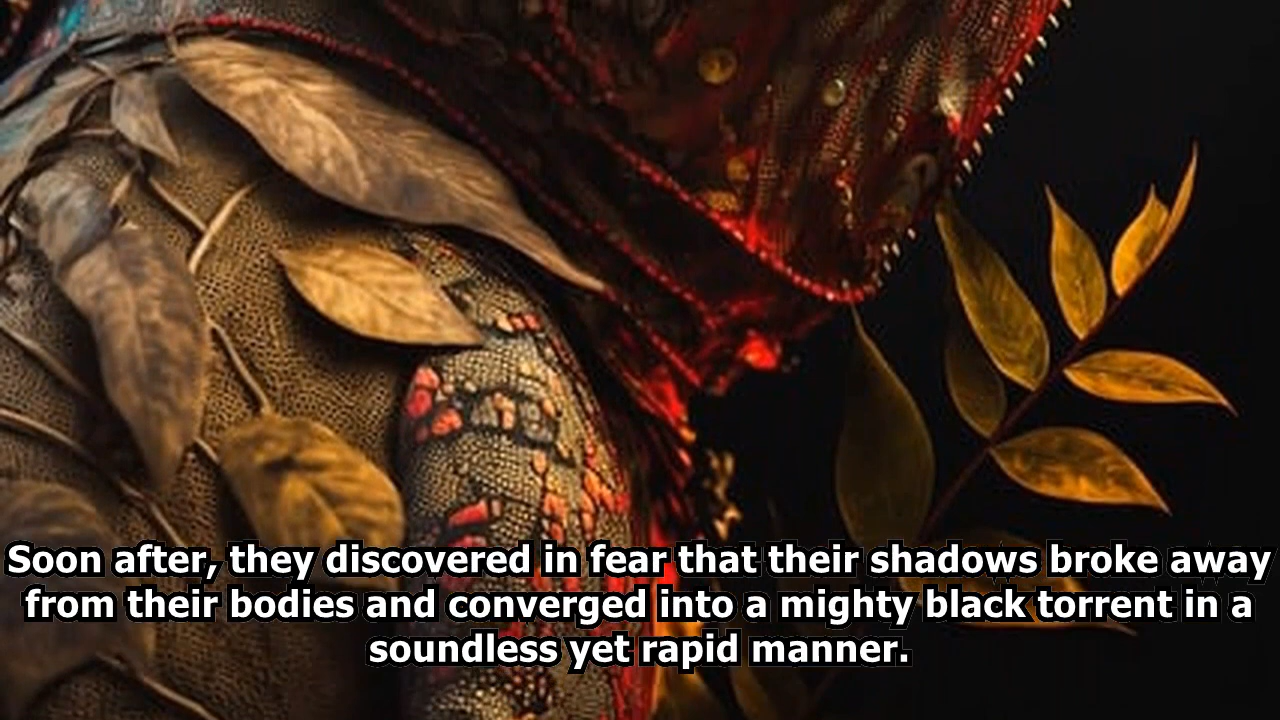 Soon after, they discovered in fear that their shadows broke away
from their bodies and converged into a mighty black torrent in a
soundless yet rapid manner.